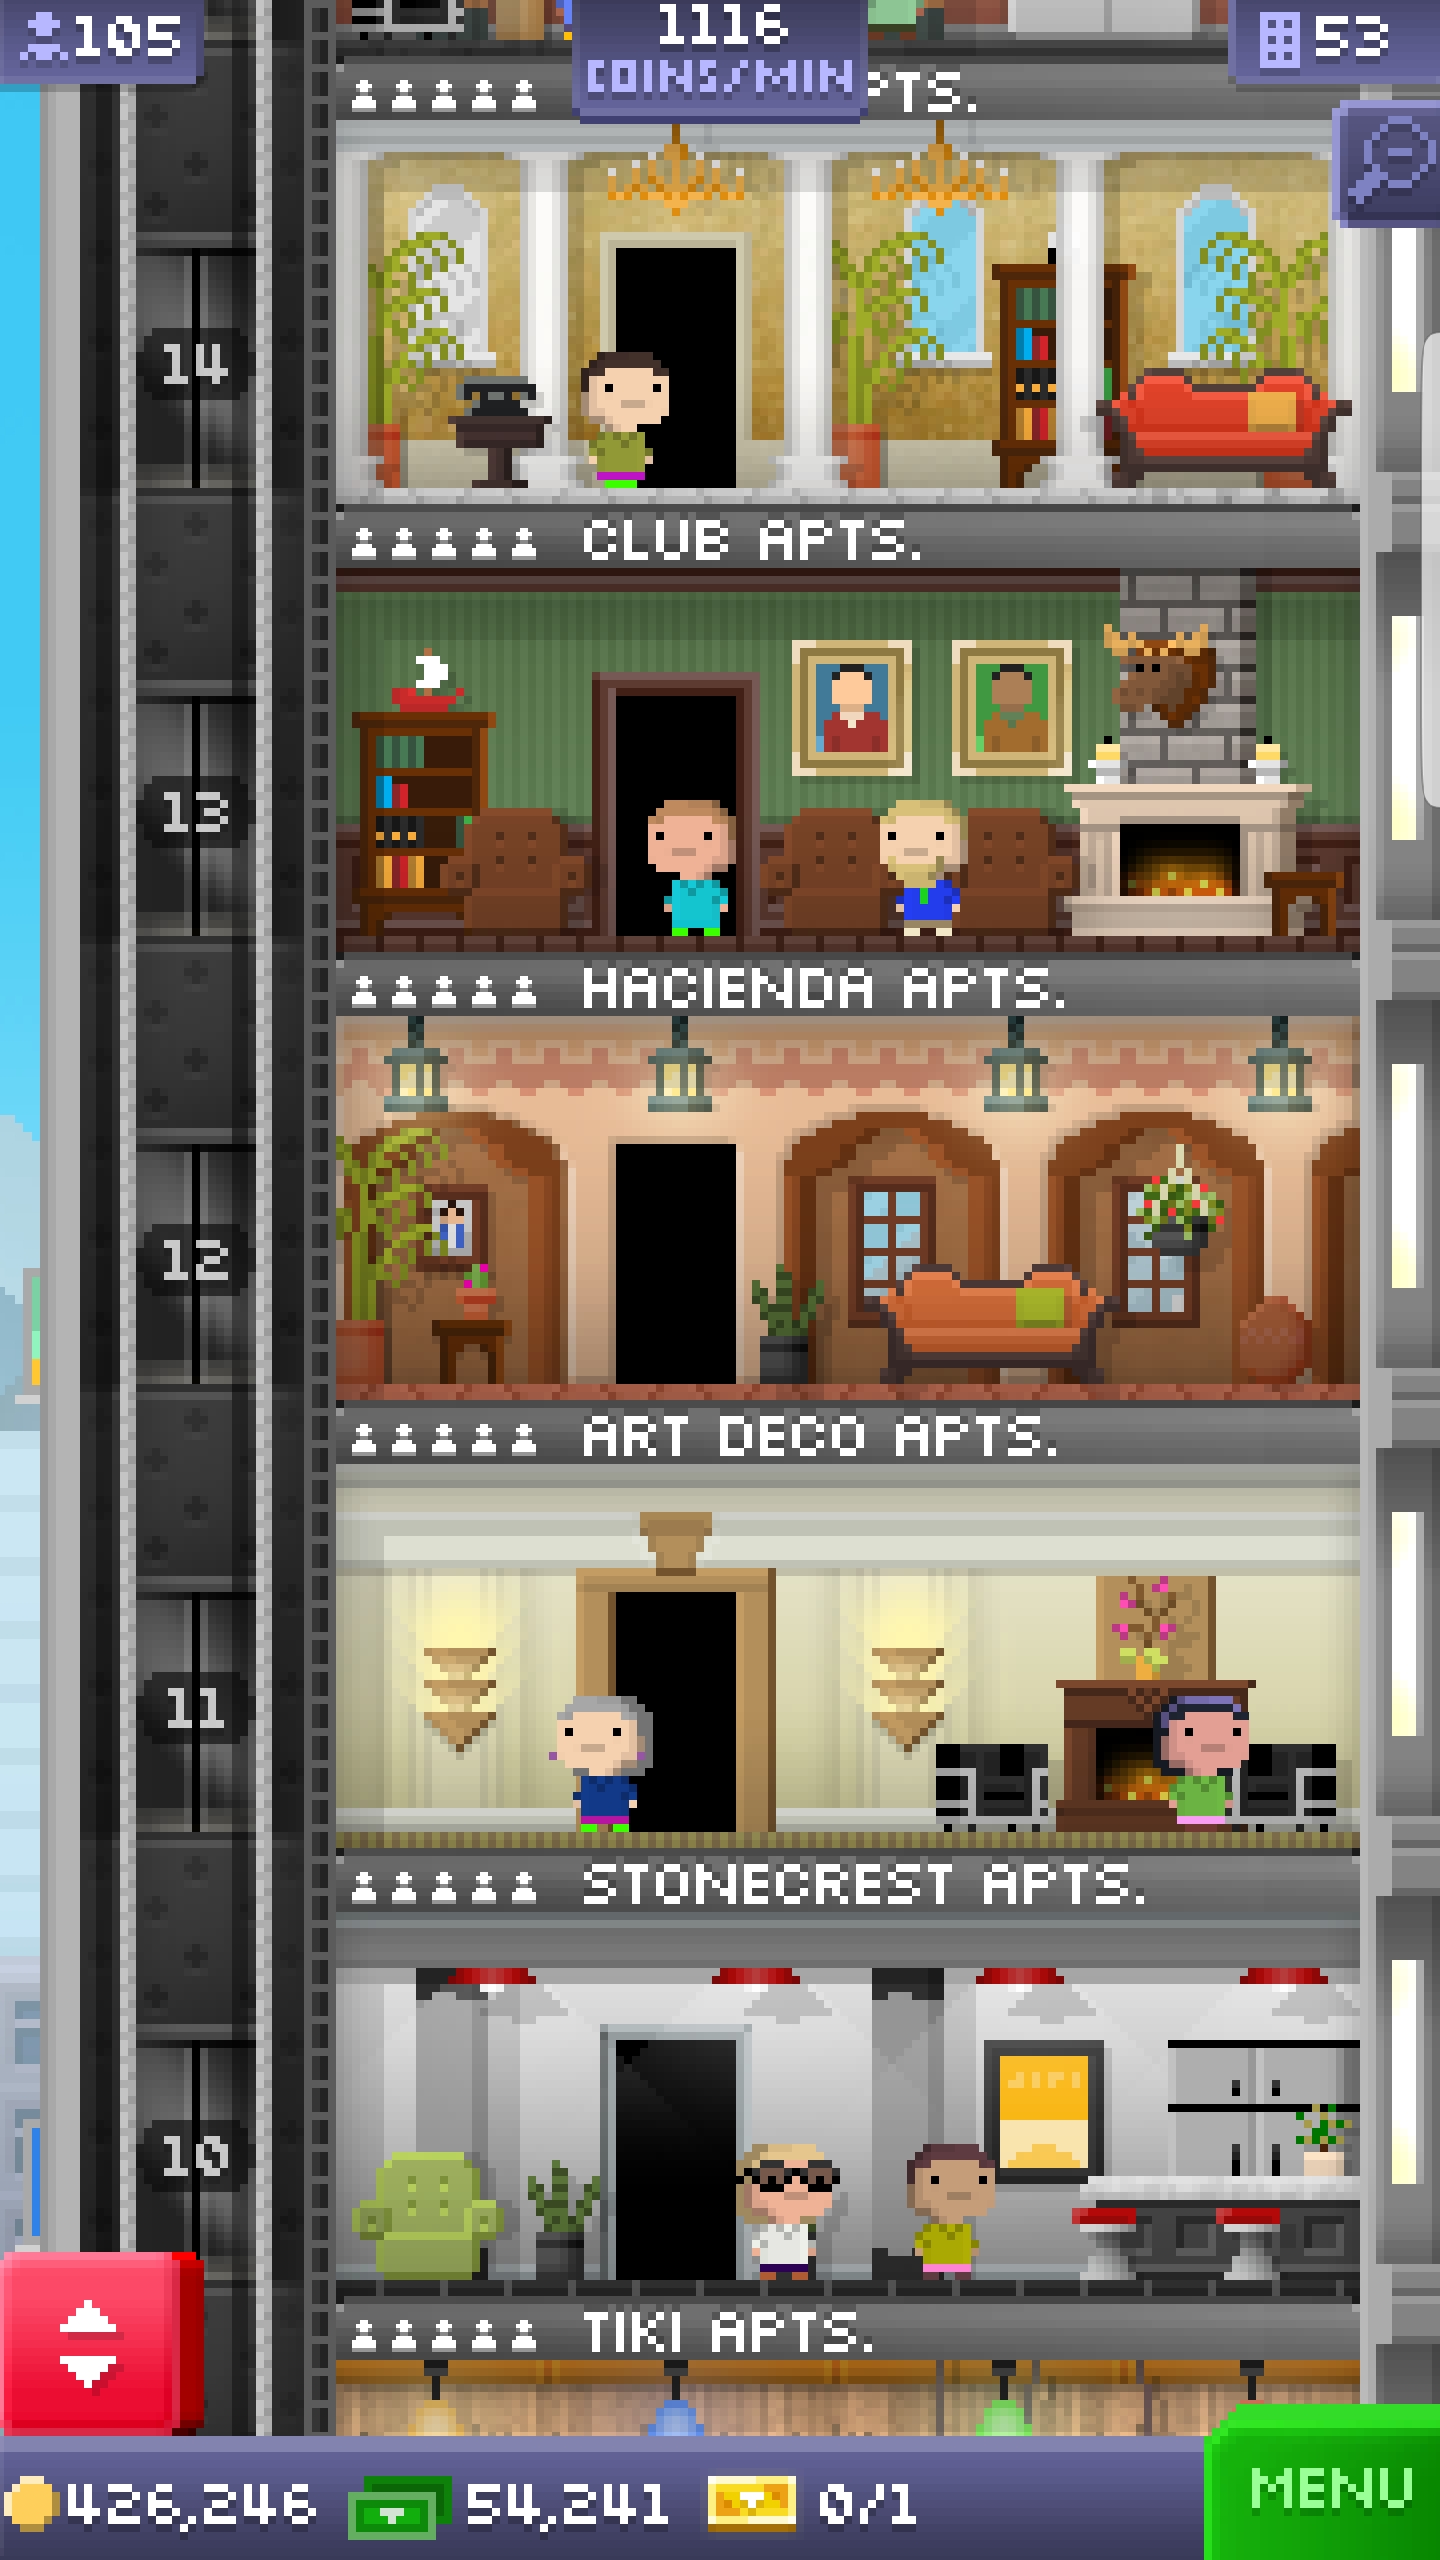 105
1116
COINS/MIN
53
PTS.
14
CLUB APTS.
13
HACIENDA APTS.
12
ART DECO APTS.
11
STONECREST APTS.
10
TIKI APTS.
426,246
54,241
0/1
MENU